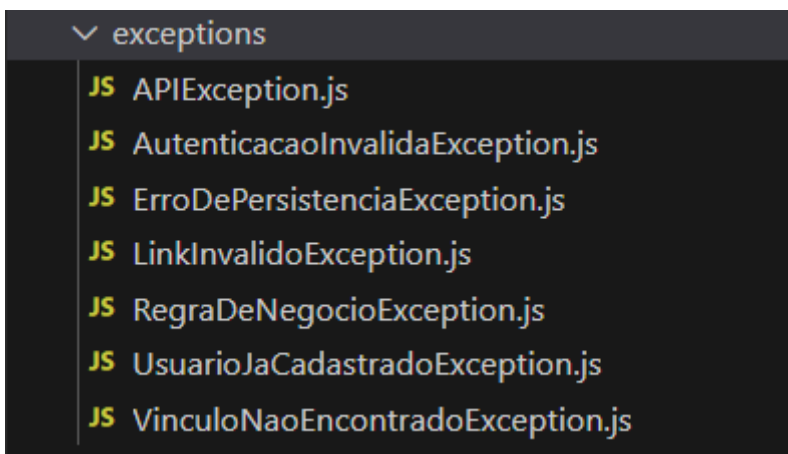 exceptions
JS APIException.js
JS AutenticacaoInvalidaException.js
JS ErroDePersistenciaException.js
JS LinkInvalidoException.js
JS RegraDeNegocioException.js
JS UsuarioJaCadastradoException.js
JS VinculoNaoEncontradoException.js